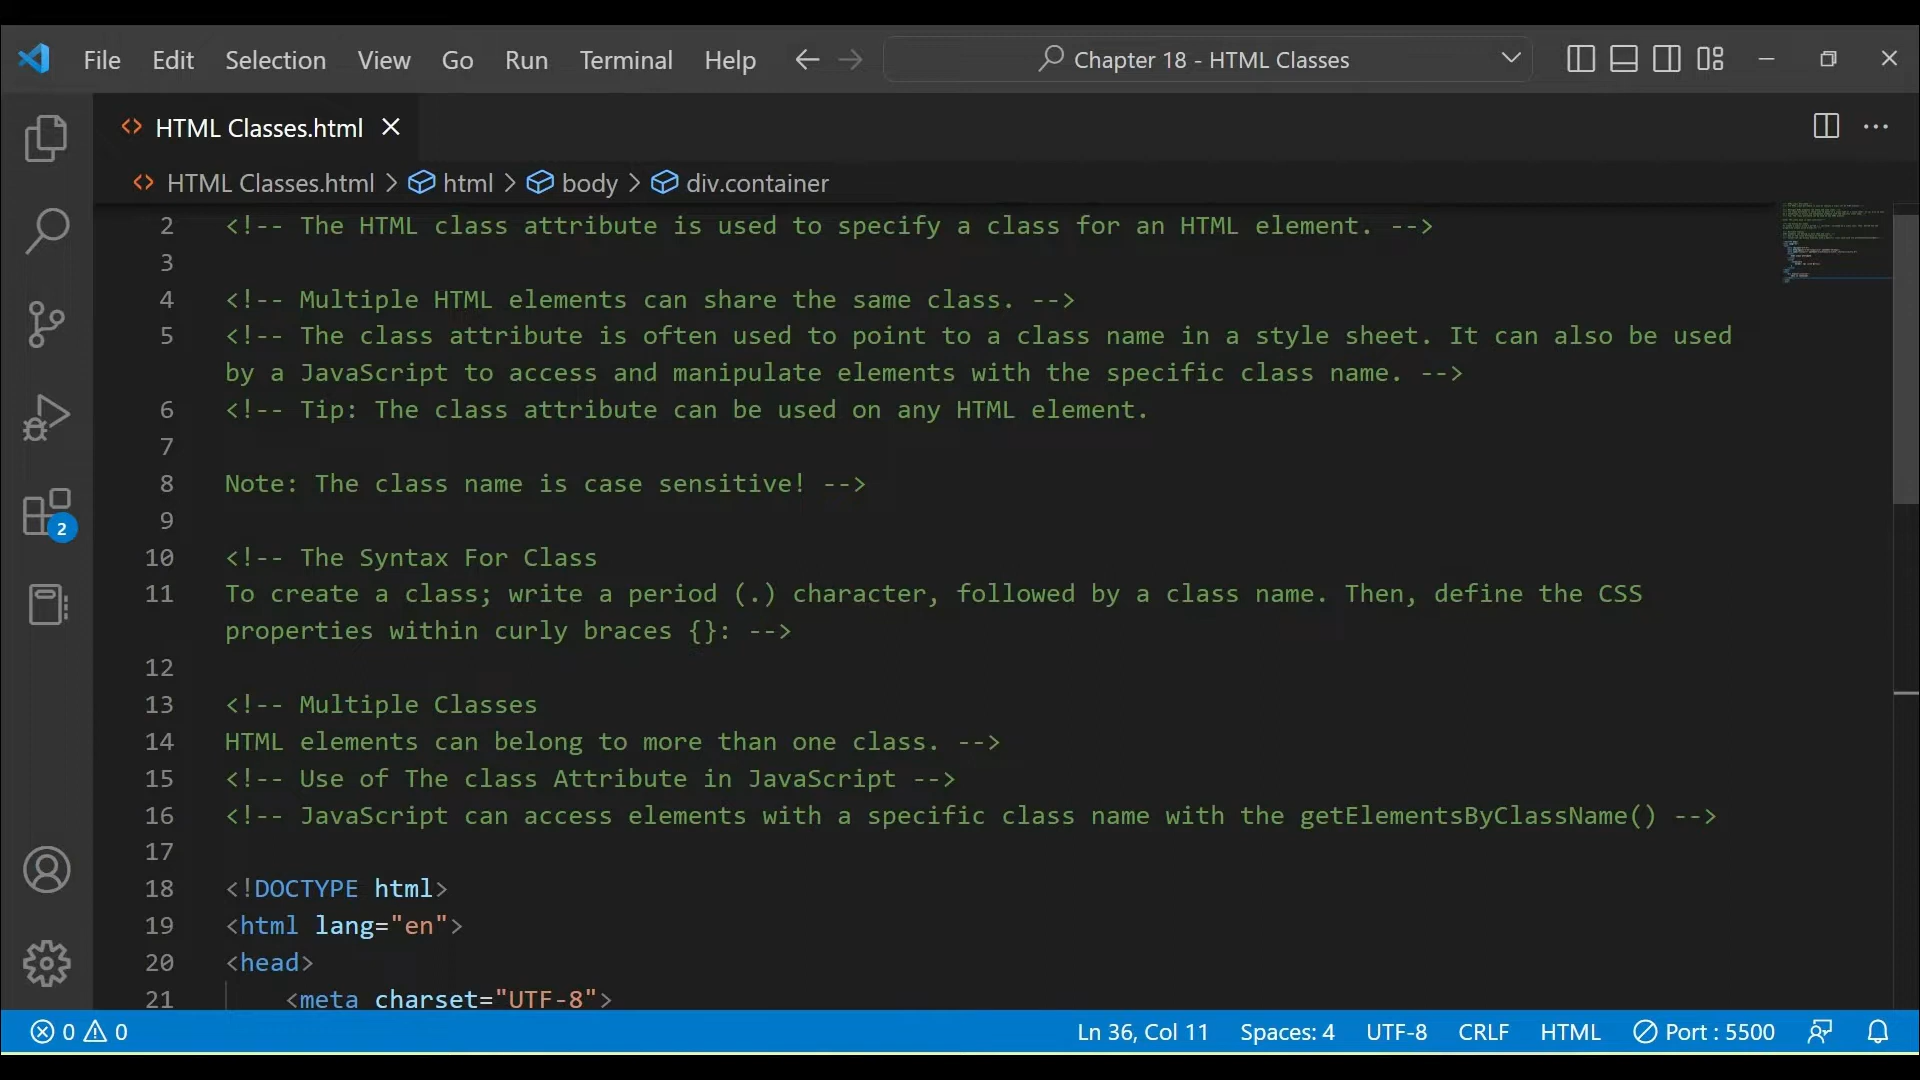 File Edit Selection View Go Run Terminal Help Chapter 18 - HTML Classes
HTML Classes.html
HTML Classes.html > html > body > div.container
2 <!-- The HTML class attribute is used to specify a class for an HTML element. -->
3
4 <!-- Multiple HTML elements can share the same class. -->
5 <!-- The class attribute is often used to point to a class name in a style sheet. It can also be used
by a JavaScript to access and manipulate elements with the specific class name. -->
6 <!-- Tip: The class attribute can be used on any HTML element.
7
8 Note: The class name is case sensitive! -->
9
10 <!-- The Syntax For Class
11 To create a class; write a period (.) character, followed by a class name. Then, define the CSS
properties within curly braces {}: -->
12
13 <!-- Multiple Classes
14 HTML elements can belong to more than one class. -->
15 <!-- Use of The class Attribute in JavaScript -->
16 <!-- JavaScript can access elements with a specific class name with the getElementsByClassName() -->
17
18 <!DOCTYPE html>
19 <html lang="en">
20 <head>
21 <meta charset="UTF-8">
2
0 0 Ln 36, Col 11 Spaces: 4 UTF-8 CRLF HTML Port : 5500